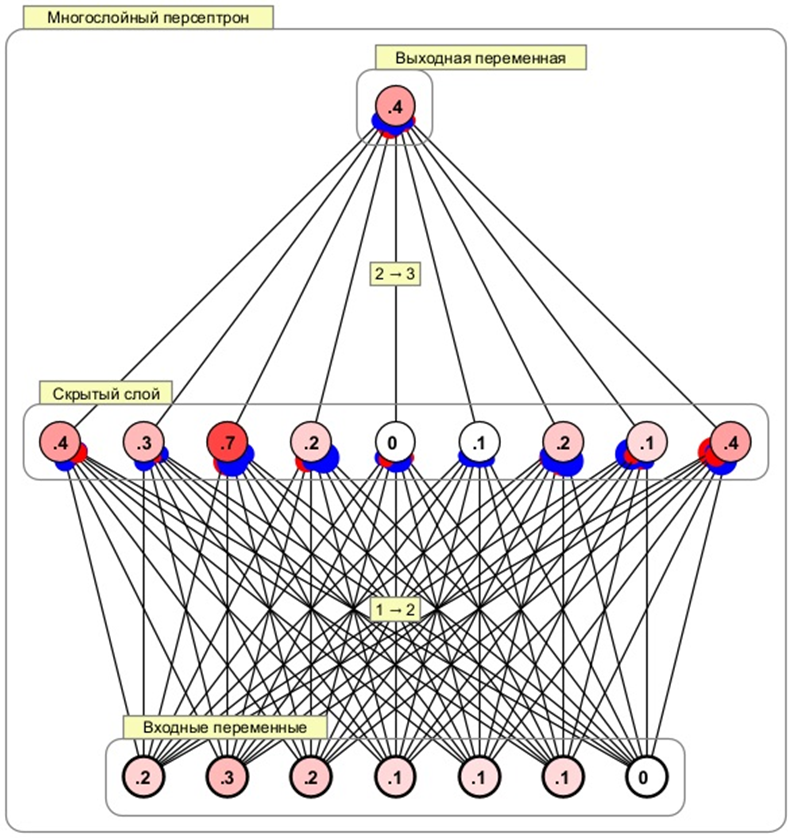 Многослойный персептрон
Выходная переменная
.4
2 → 3
Скрытый слой
.4 .3 .7 .2 0 .1 .2 .1 .4
1 → 2
Входные переменные
.2 .3 .2 .1 .1 .1 0